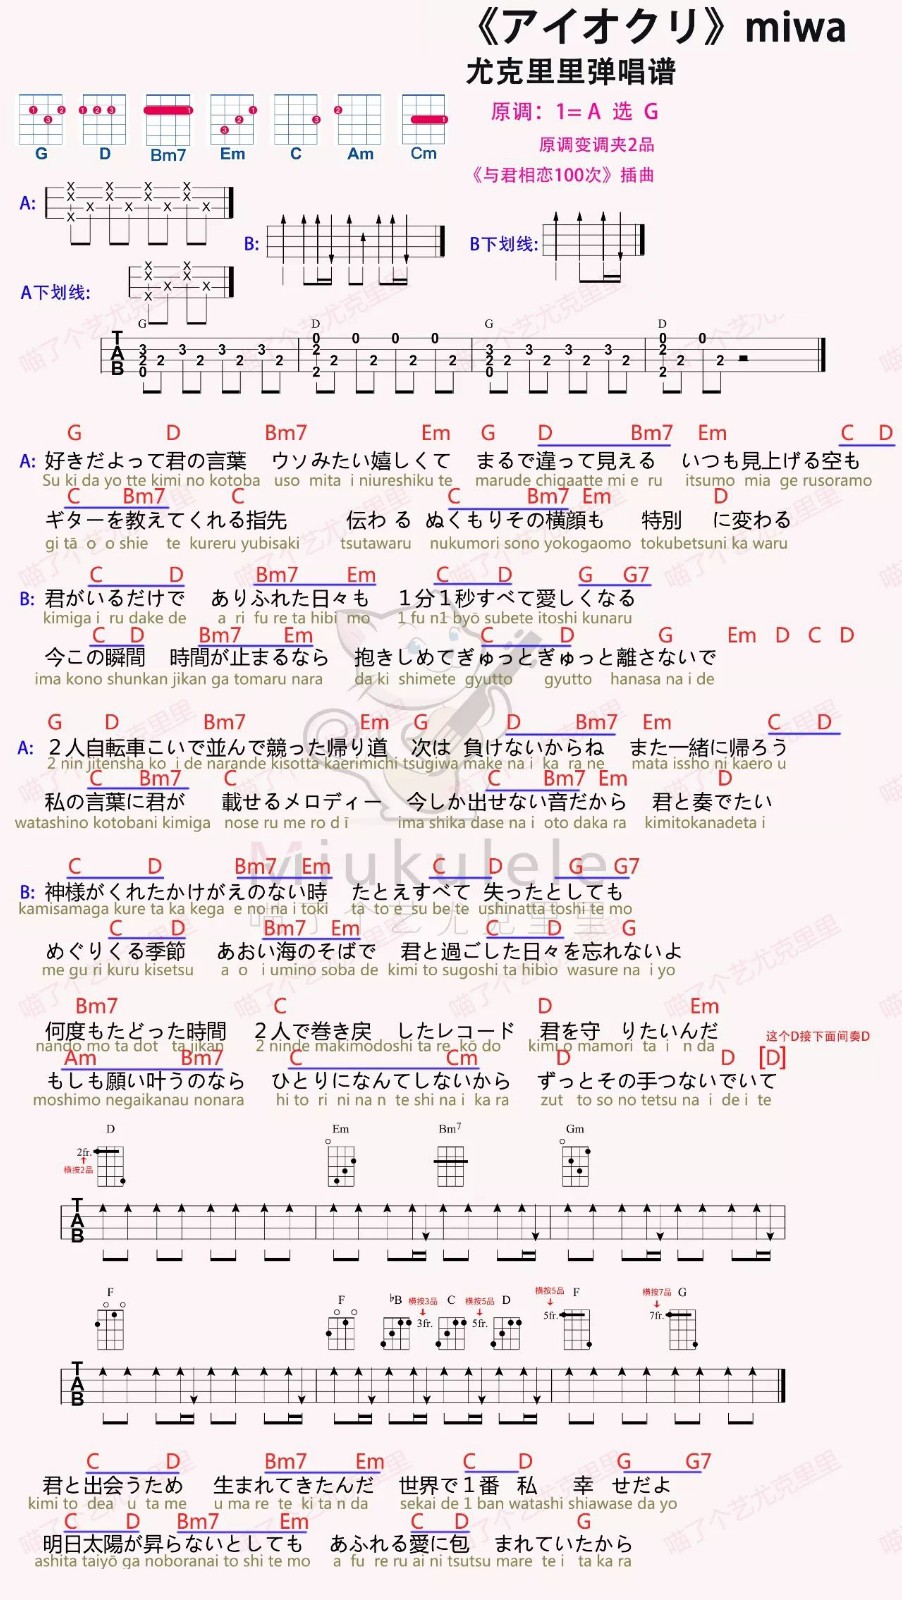 《アイオクリ》miwa
尤克里里弹唱谱
原调：1=A 选 G
原调变调夹2品
《与君相恋100次》插曲
G D Bm7 Em C Am Cm
A:
B:
B下划线:
A下划线:
G D G D
T A B
G D Bm7 Em G D Bm7 Em C D
A: 好きだよって君の言葉 ウソみたい嬉しくて まるで違って見える いつも見上げる空も
Su ki da yo tte kimi no kotoba uso mita i niureshiku te marude chigaatte mi e ru itsumo mia ge rusoramo
C Bm7 C C Bm7 Em D
ギターを教えてくれる指先 伝わ る ぬくもりその横顔も 特別 に変わる
gi tā o o shie te kureru yubisaki tsutawaru nukumori sono yokogaomo tokubetsuni ka waru
C D Bm7 Em C D G G7
B: 君がいるだけで ありふれた日々も 1分1秒すべて愛しくなる
kimiga i ru dake de a ri fu re ta hibi mo 1 fu n1 byō subete itoshi kunaru
C D Bm7 Em C D G Em D C D
今この瞬間 時間が止まるなら 抱きしめてぎゅっとぎゅっと離さないで
ima kono shunkan jikan ga tomaru nara da ki shimete gyutto gyutto hanasa na i de
G D Bm7 Em G D Bm7 Em C D
A: 2人自転車こいで並んで競った帰り道 次は 負けないからね また一緒に帰ろう
2 nin jitensha ko i de narande kisotta kaerimichi tsugiwa make na i ka ra ne mata issho ni kaero u
C Bm7 C C Bm7 Em D
私の言葉に君が 載せるメロディー 今しか出せない音だから 君と奏でたい
watashino kotobani kimiga nose ru me ro d ī ima shika dase na i oto daka ra kimitokanadeta i
C D Bm7 Em C D G G7
B: 神様がくれたかけがえのない時 たとえすべて 失ったとしても
kamisamaga kure ta ka kega e no na i toki ta to e su be te ushinatta toshi te mo
C D Bm7 Em C D G
めぐりくる季節 あおい海のそばで 君と過ごした日々を忘れないよ
me gu ri kuru kisetsu a o i umino soba de kimi to sugoshi ta hibio wasure na i yo
Bm7 C D Em
何度もたどった時間 2人で巻き戻 したレコード 君を守 りたいんだ
这个D接下面间奏D
nando mo ta dot ta jikan 2 ninde makimodoshi ta re kō do kimi o mamori ta i n da
Am Bm7 C Cm D D [D]
もしも願い叶うのなら ひとりになんてしないから ずっとその手つないでいて
moshimo negaikanau nonara hi to ri ni na n te shi na i ka ra zut to so no tetsu na i de i te
D Em Bm7 Gm
2fr.
横按2品
T A B
F F ♭B C D F G
横按3品 横按5品 横按5品 横按7品
3fr. 5fr. 5fr. 7fr.
T A B
C D Bm7 Em C D G G7
君と出会うため 生まれてきたんだ 世界で1番 私 幸 せだよ
kimi to dea u ta me u ma re te ki ta n da sekai de 1 ban watashi shiawase da yo
C D Bm7 Em C D G
明日太陽が昇らないとしても あふれる愛に包 まれていたから
ashita taiyō ga noboranai to shi te mo a fu re ru ai ni tsutsu mare te i ta ka ra
Miukulele
喵了个艺尤克里里